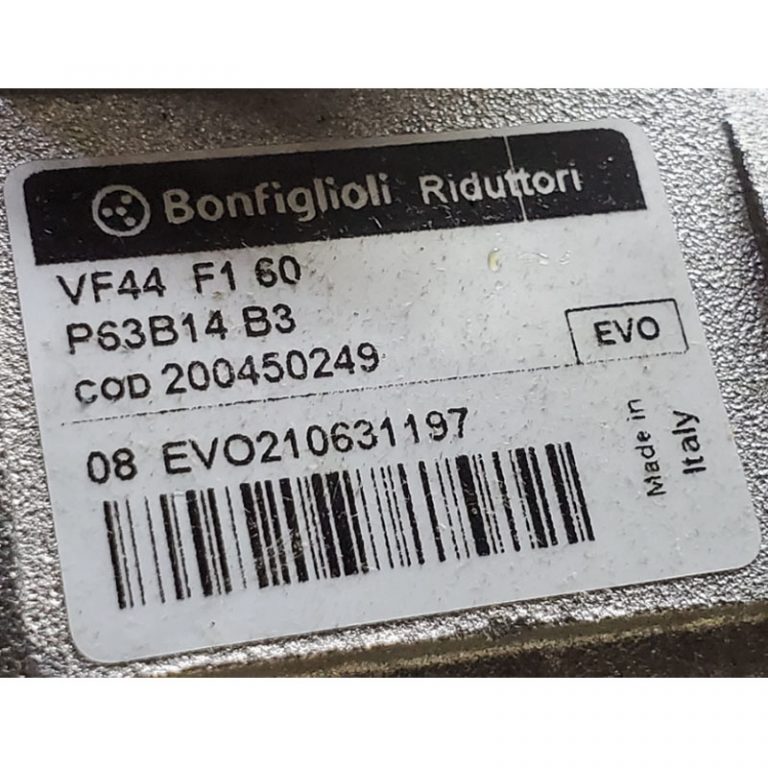 Bonfiglioli Riduttori
VF44 F1 60
P63B14 B3
COD 200450249
EVO
08 EVO210631197
Made in
Italy